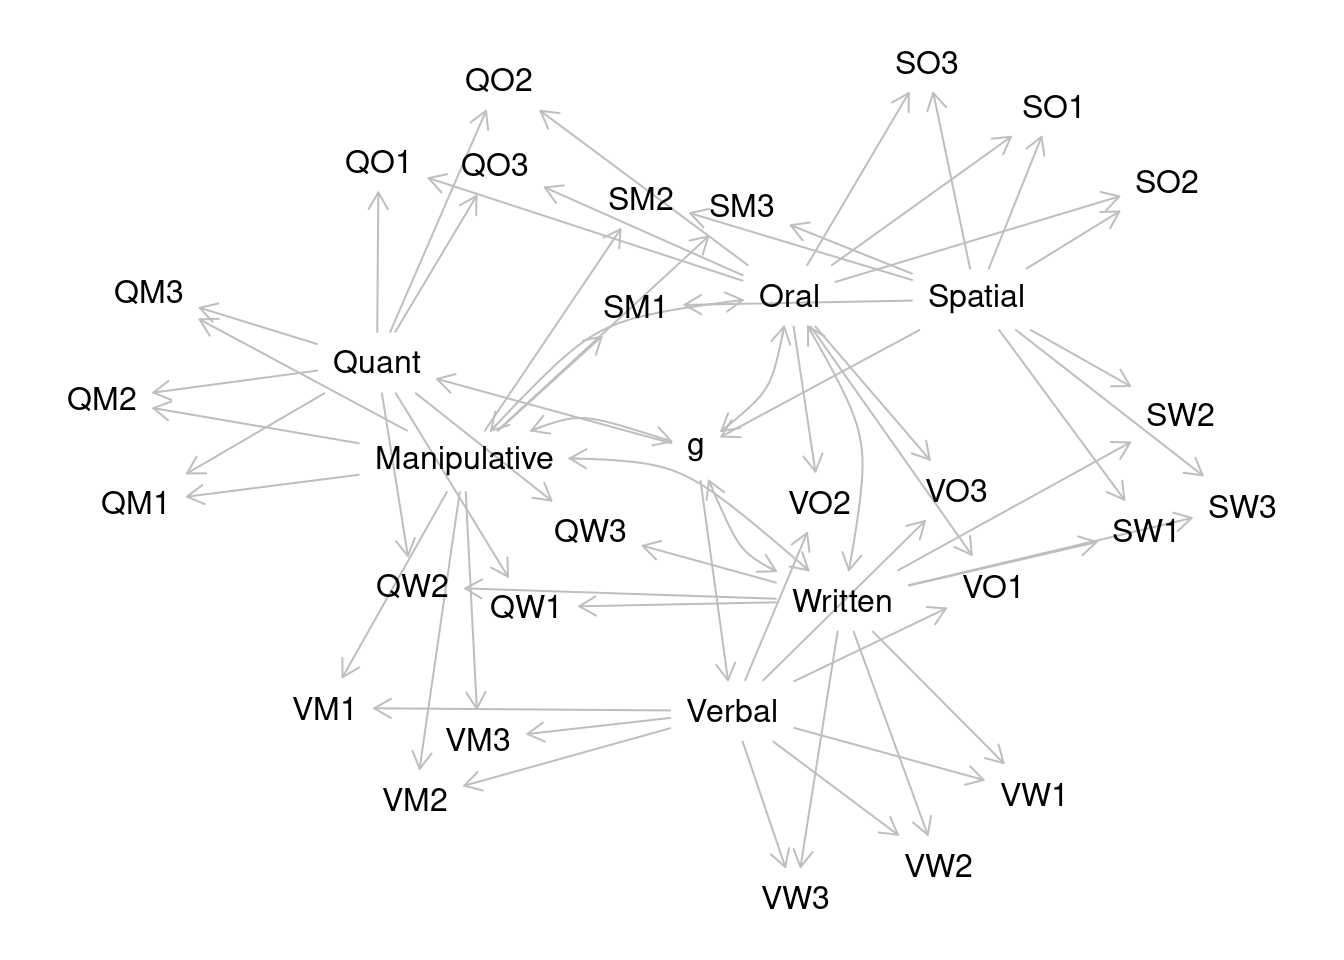 SO3
QO2
SO1
QO1
QO3
SO2
SM2
SM3
QM3
Oral
Spatial
SM1
Quant
QM2
SW2
g
Manipulative
VO3
QM1
VO2
SW3
QW3
SW1
QW2
VO1
Written
QW1
VM1
Verbal
VM3
VW1
VM2
VW2
VW3